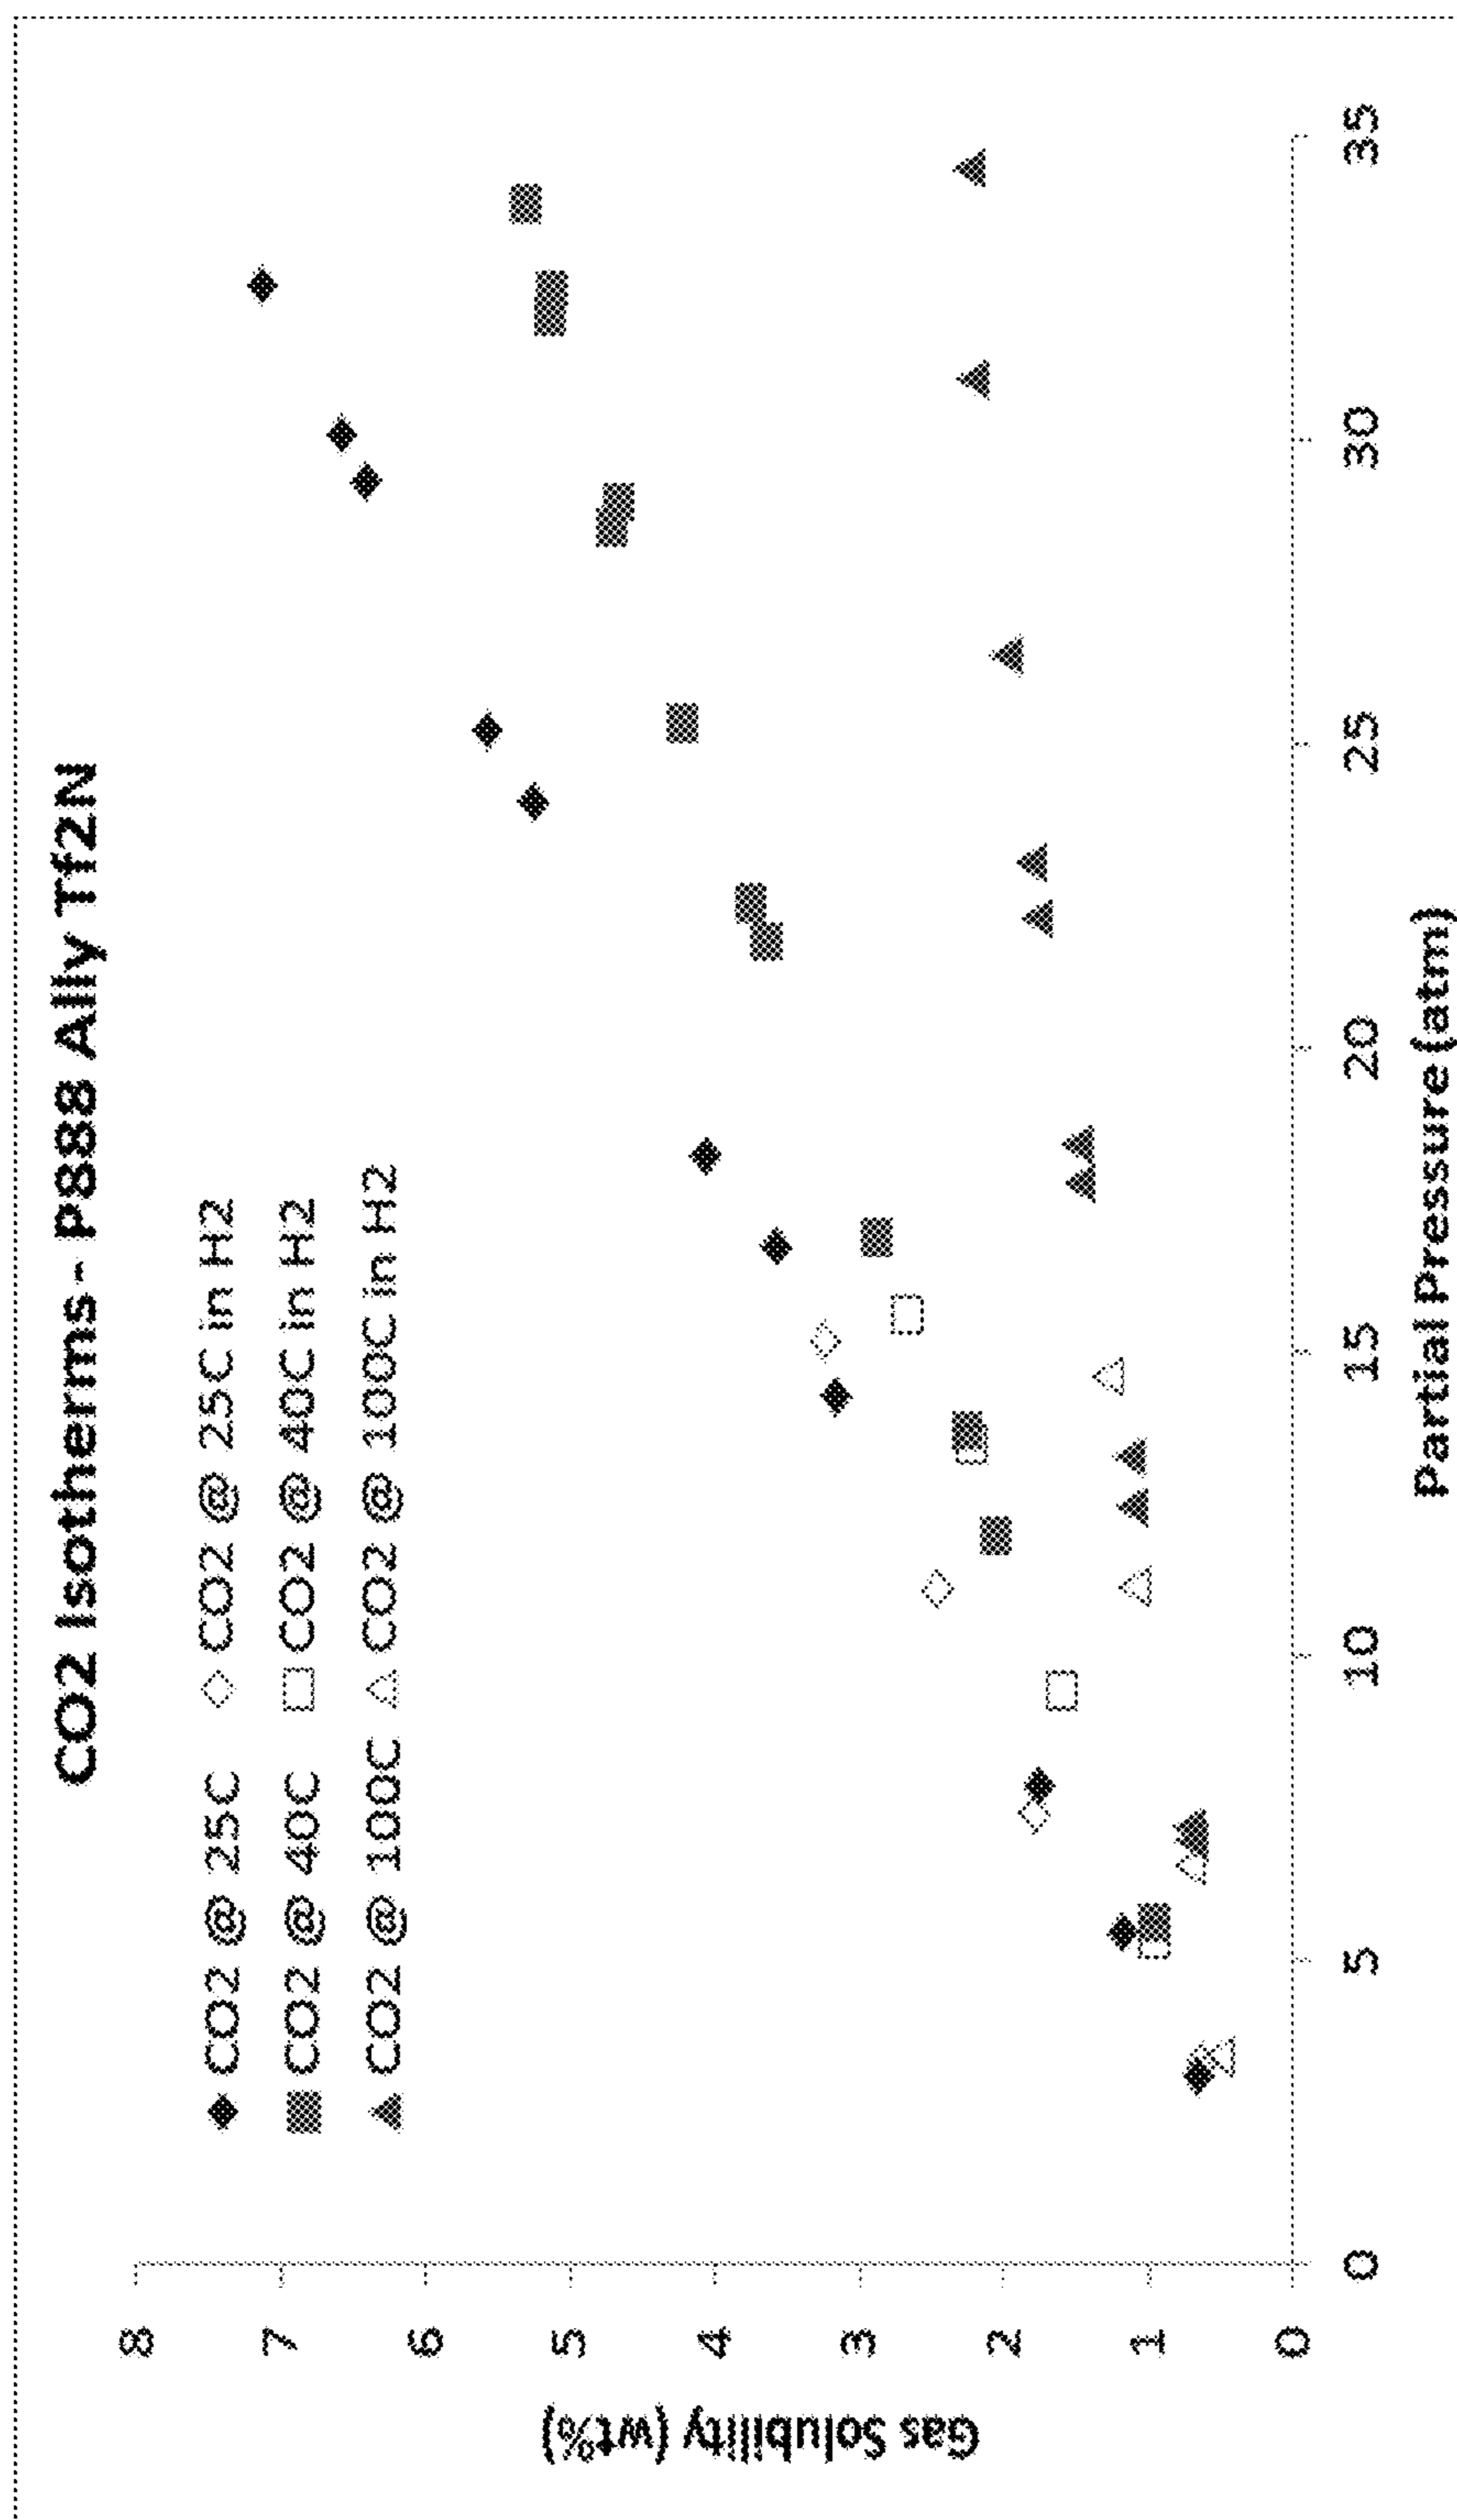 CO2 Isotherms - P888 Ally Tf2N
CO2 @ 25C CO2 @ 25C in H2
CO2 @ 40C CO2 @ 40C in H2
CO2 @ 100C CO2 @ 100C in H2
8
7
6
5
4
3
2
1
0
Gas Solubility (wt%)
0 5 10 15 20 25 30 35
Partial Pressure (atm)